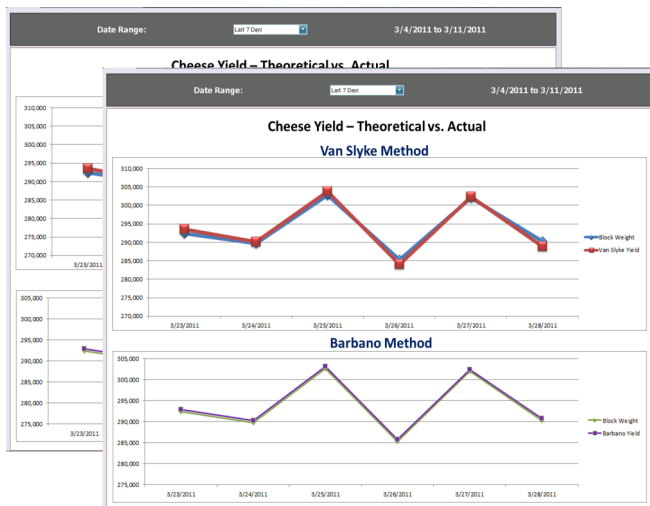 Date Range:
Last 7 Days
3/4/2011 to 3/11/2011
Cheese Yield – Theoretical vs. Actual
310,000
305,000
300,000
295,000
290,000
285,000
280,000
275,000
270,000
3/23/2011
305,000
300,000
295,000
290,000
285,000
280,000
275,000
3/23/2011
Date Range:
Last 7 Days
3/4/2011 to 3/11/2011
Cheese Yield – Theoretical vs. Actual
Van Slyke Method
310,000
305,000
300,000
295,000
290,000
285,000
280,000
275,000
270,000
3/23/2011 3/24/2011 3/25/2011 3/26/2011 3/27/2011 3/28/2011
Block Weight
Van Slyke Yield
Barbano Method
305,000
300,000
295,000
290,000
285,000
280,000
275,000
3/23/2011 3/24/2011 3/25/2011 3/26/2011 3/27/2011 3/28/2011
Block Weight
Barbano Yield